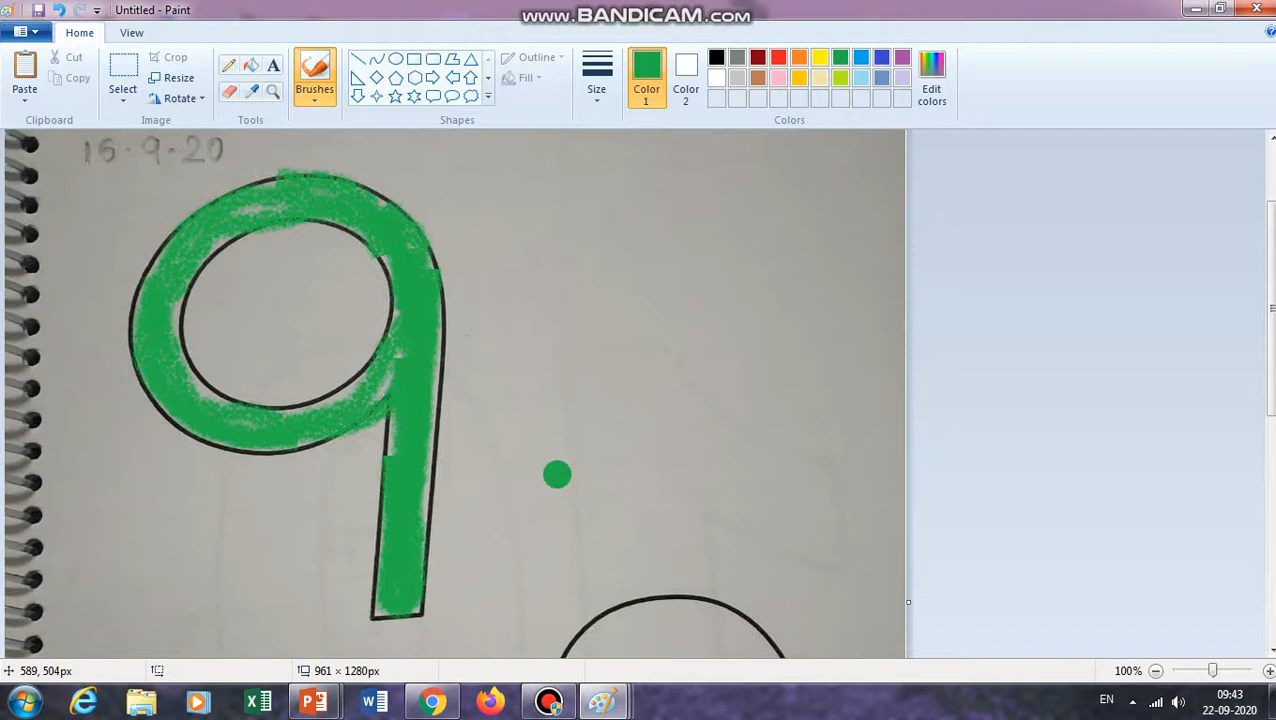 Untitled - Paint
www.BANDICAM.com
Home
View
Paste
Cut
Copy
Clipboard
Select
Crop
Resize
Rotate
Image
Tools
Brushes
Shapes
Outline
Fill
Size
Color 1
Color 2
Edit colors
Colors
16.9.20
9
589, 504px
961 × 1280px
100%
EN
09:43
22-09-2020